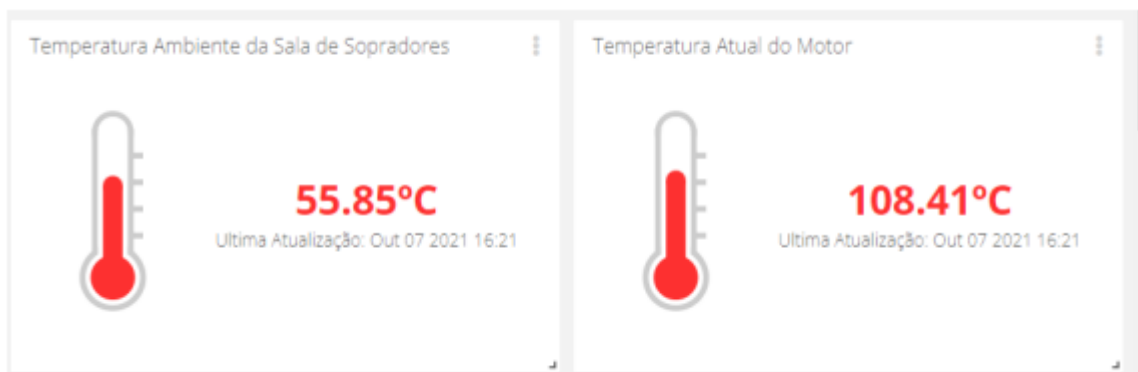 Temperatura Ambiente da Sala de Sopradores
55.85ºC
Ultima Atualização: Out 07 2021 16:21
Temperatura Atual do Motor
108.41ºC
Ultima Atualização: Out 07 2021 16:21